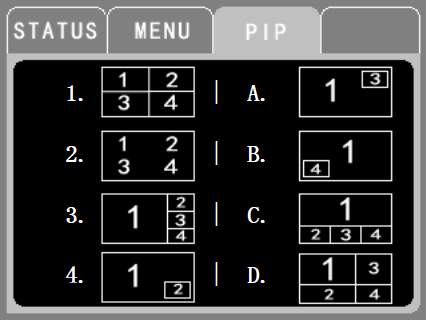 STATUS MENU PIP
1. 1 2 3 4 | A. 1 3
2. 1 2 3 4 | B. 1 4
3. 1 2 3 4 | C. 1 2 3 4
4. 1 2 | D. 1 3 2 4